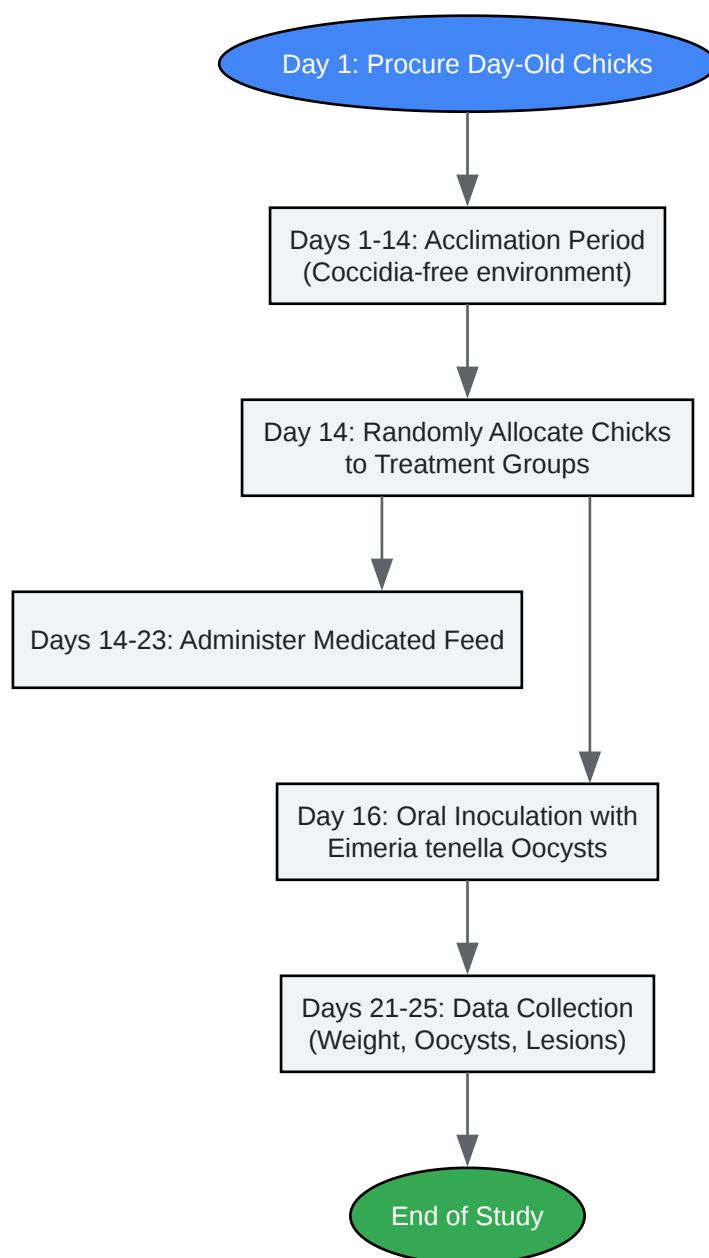 Day 1: Procure Day-Old Chicks
Days 1-14: Acclimation Period
(Coccidia-free environment)
Day 14: Randomly Allocate Chicks
to Treatment Groups
Days 14-23: Administer Medicated Feed
Day 16: Oral Inoculation with
Eimeria tenella Oocysts
Days 21-25: Data Collection
(Weight, Oocysts, Lesions)
End of Study